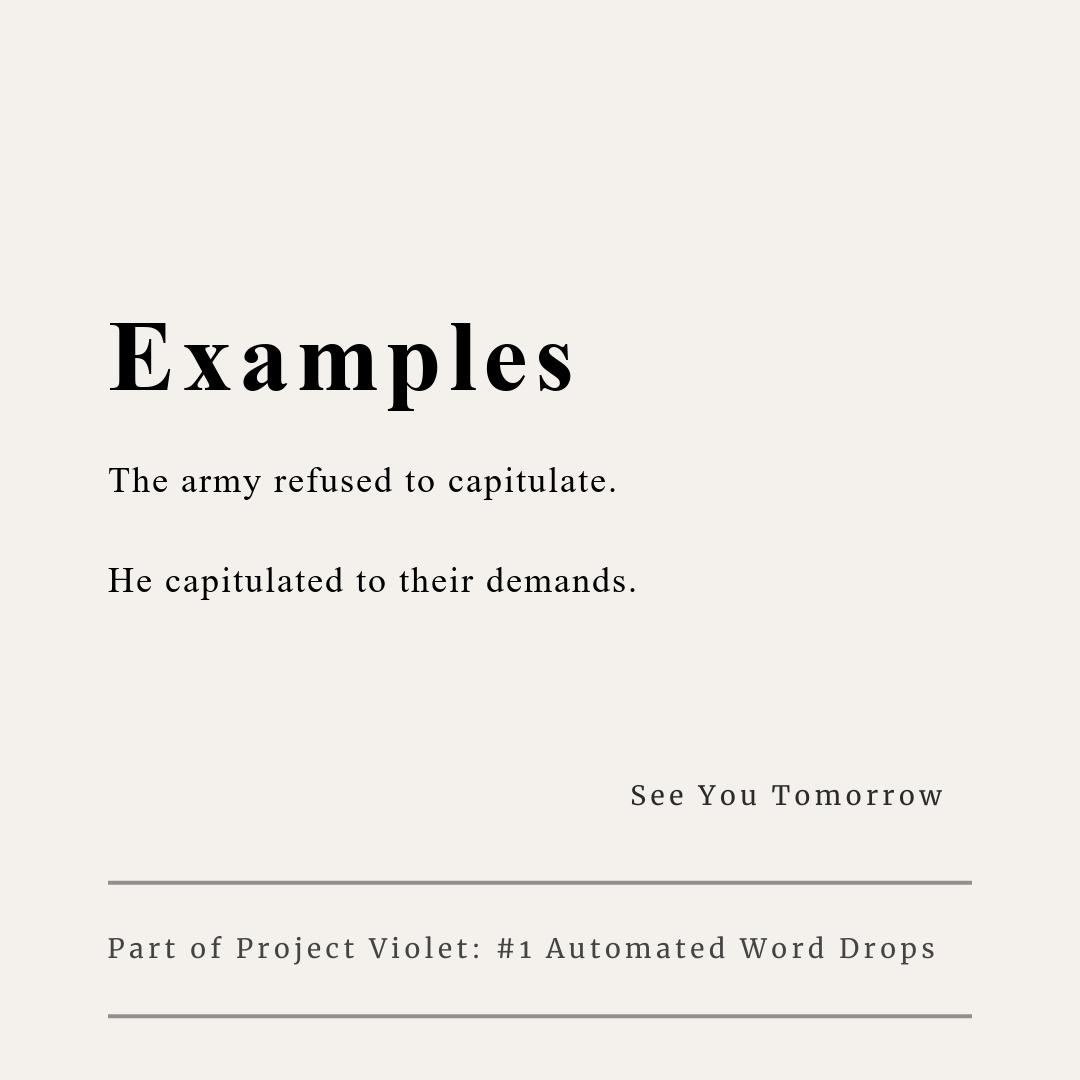 Examples
The army refused to capitulate.
He capitulated to their demands.
See You Tomorrow
Part of Project Violet: #1 Automated Word Drops